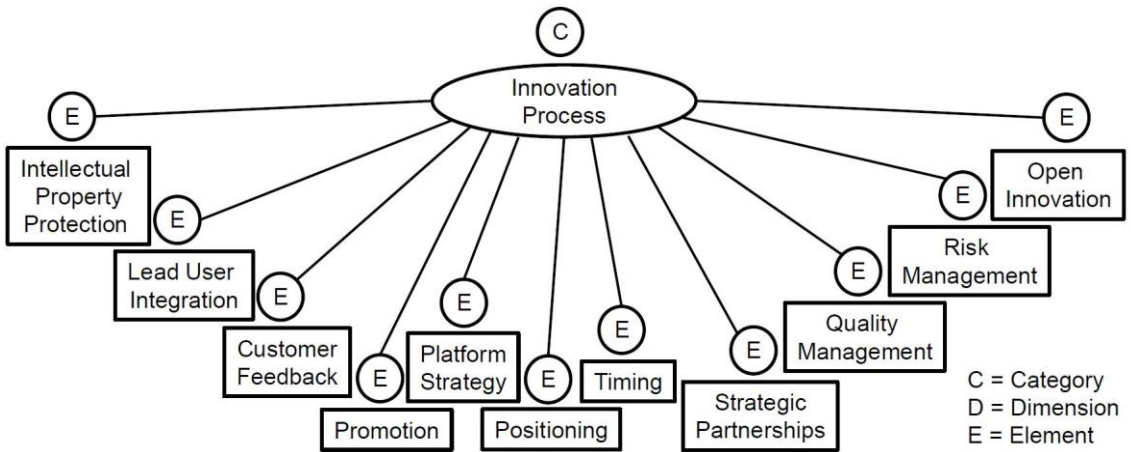 C
Innovation
Process
E
Intellectual
Property
Protection
E
Lead User
Integration
E
Customer
Feedback
E
Promotion
E
Platform
Strategy
E
Positioning
E
Timing
E
Strategic
Partnerships
E
Quality
Management
E
Risk
Management
E
Open
Innovation
C = Category
D = Dimension
E = Element